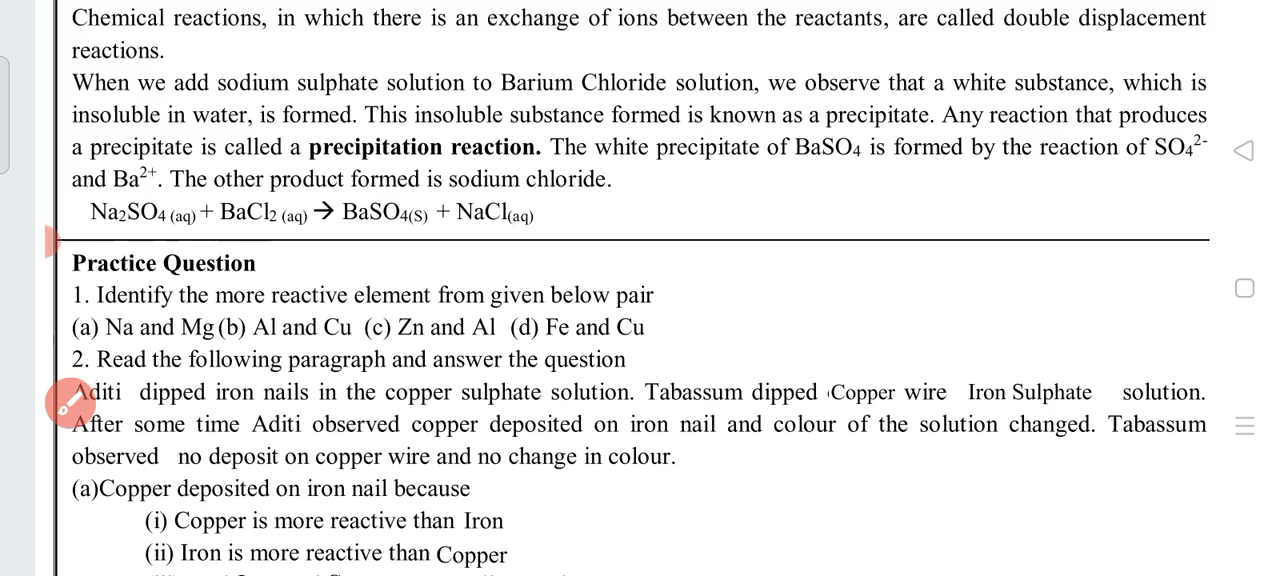 Chemical reactions, in which there is an exchange of ions between the reactants, are called double displacement
reactions.
When we add sodium sulphate solution to Barium Chloride solution, we observe that a white substance, which is
insoluble in water, is formed. This insoluble substance formed is known as a precipitate. Any reaction that produces
a precipitate is called a precipitation reaction. The white precipitate of BaSO₄ is formed by the reaction of SO₄²⁻
and Ba²⁺. The other product formed is sodium chloride.
Na₂SO₄ (aq) + BaCl₂ (aq) → BaSO₄(S) + NaCl(aq)
Practice Question
1. Identify the more reactive element from given below pair
(a) Na and Mg (b) Al and Cu (c) Zn and Al (d) Fe and Cu
2. Read the following paragraph and answer the question
Aditi dipped iron nails in the copper sulphate solution. Tabassum dipped Copper wire Iron Sulphate solution.
After some time Aditi observed copper deposited on iron nail and colour of the solution changed. Tabassum
observed no deposit on copper wire and no change in colour.
(a)Copper deposited on iron nail because
(i) Copper is more reactive than Iron
(ii) Iron is more reactive than Copper